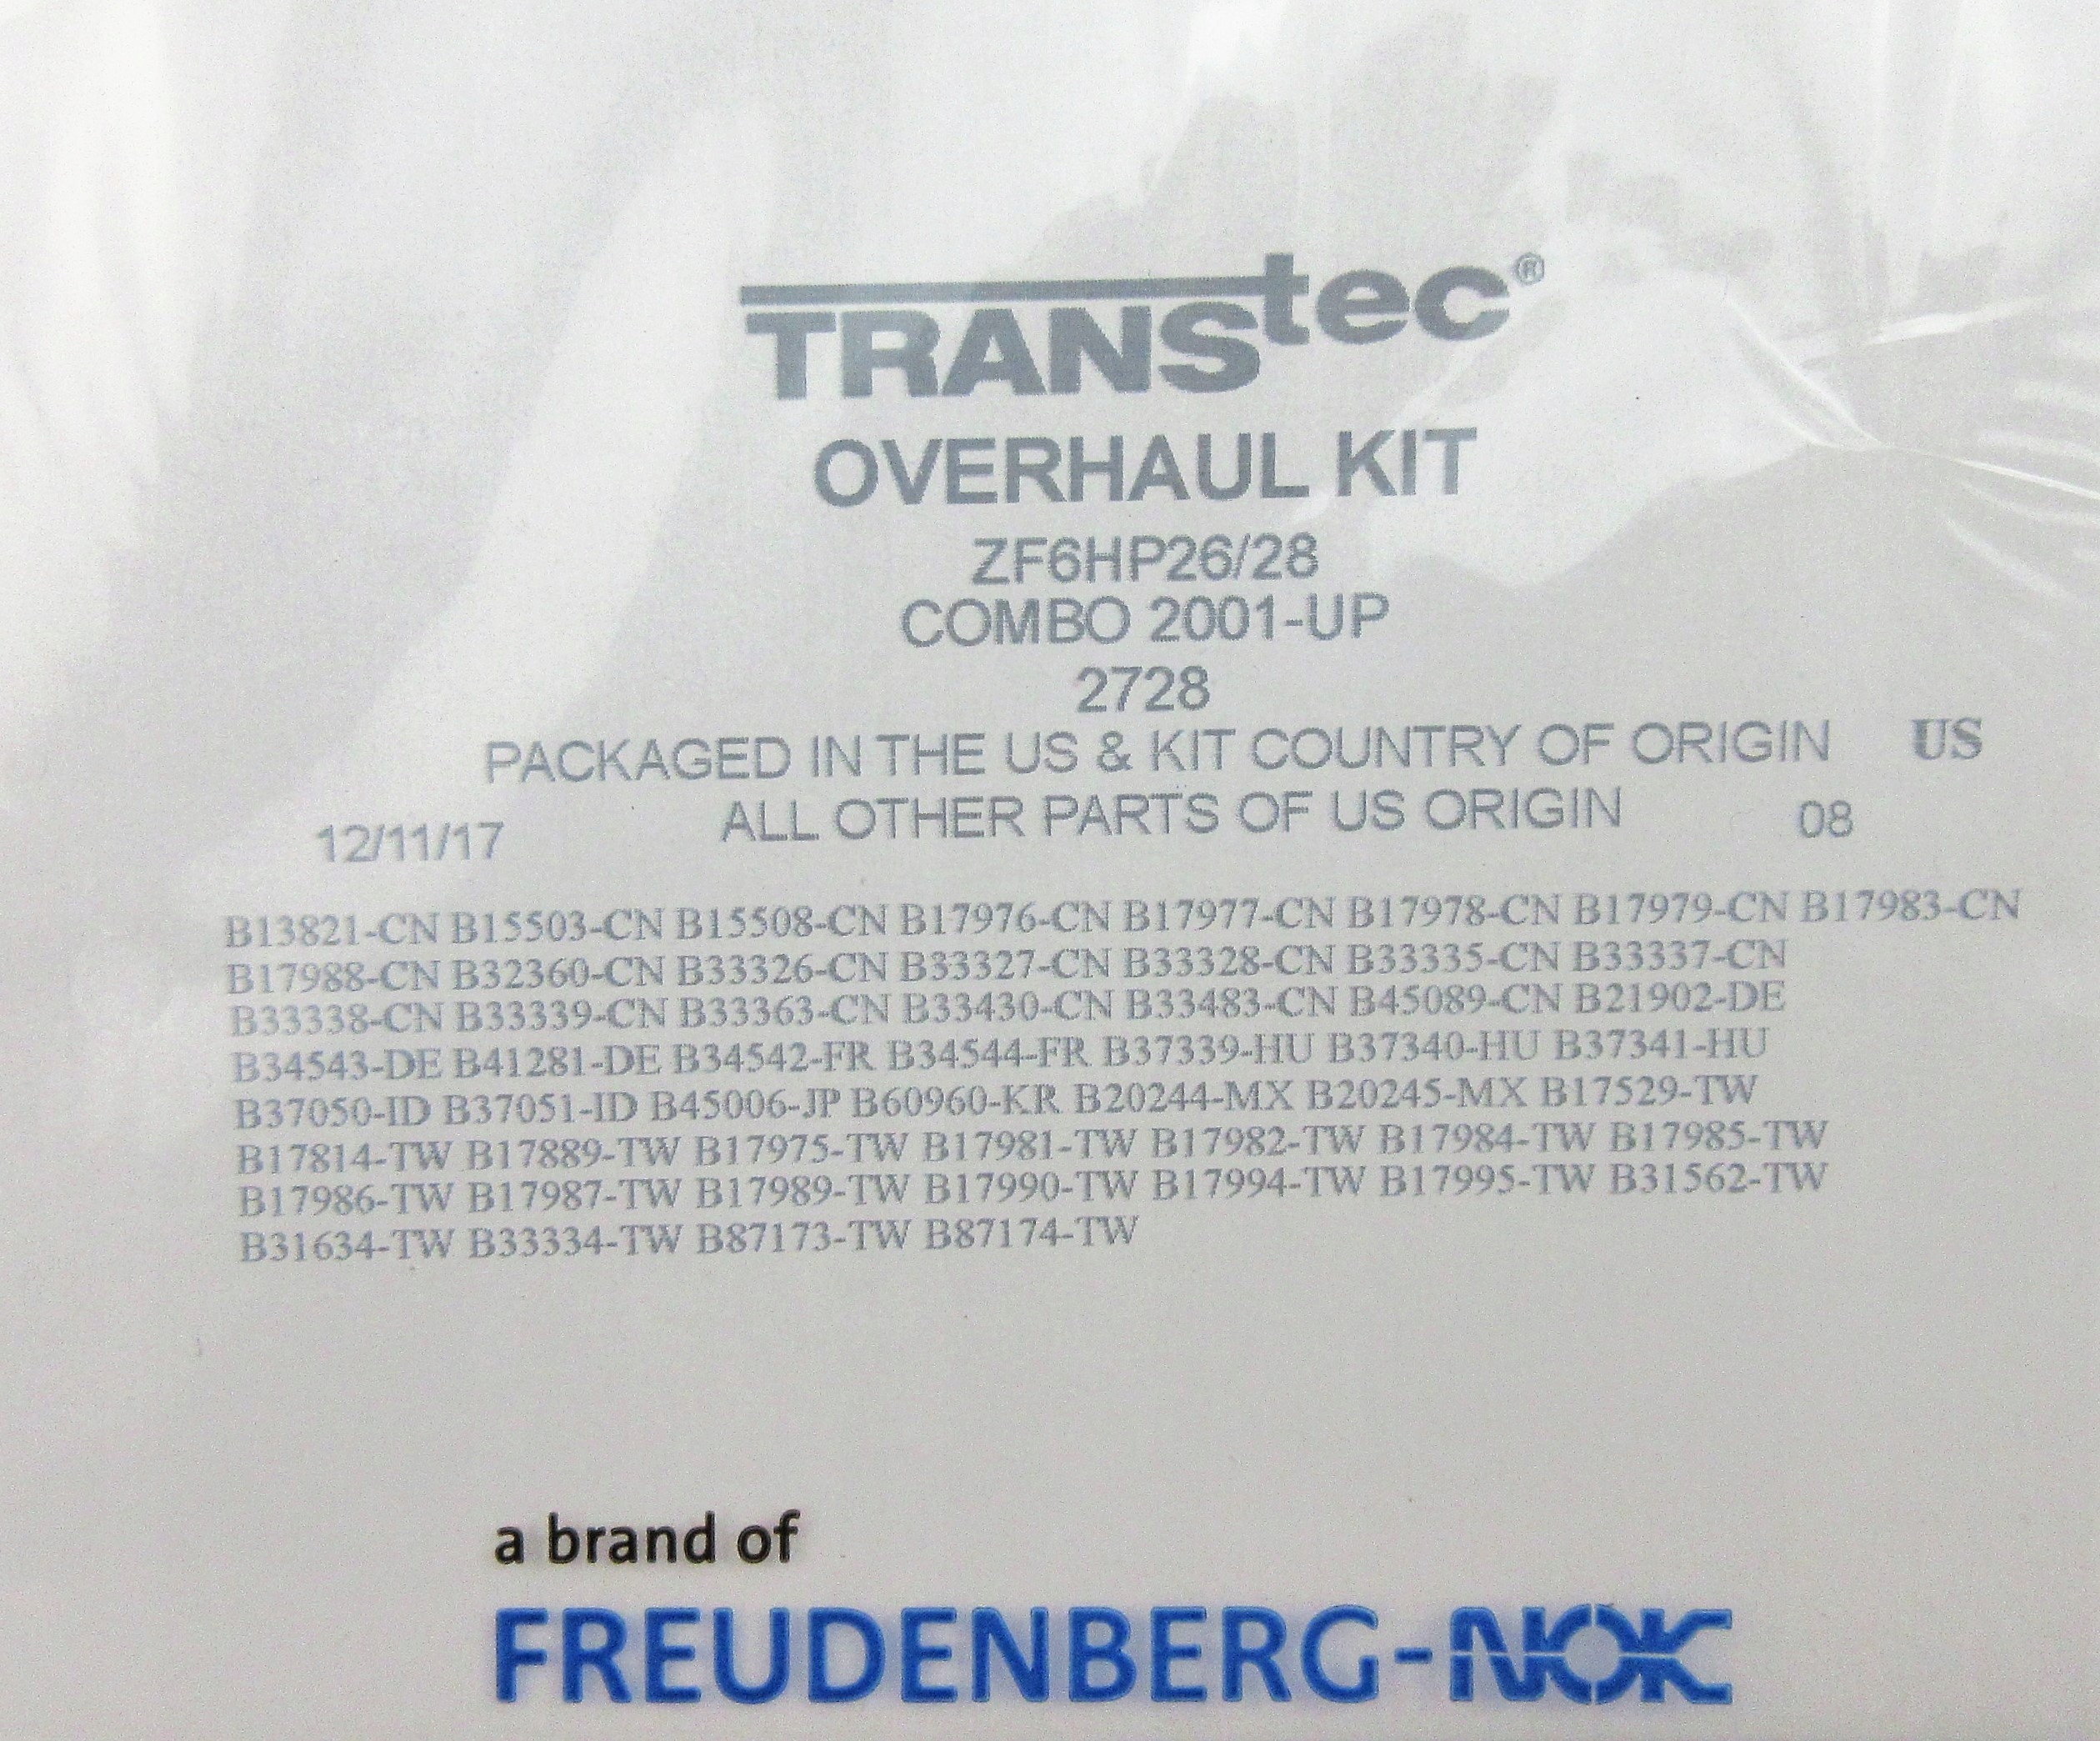 TRANStec®
OVERHAUL KIT
ZF6HP26/28
COMBO 2001-UP
2728
PACKAGED IN THE US & KIT COUNTRY OF ORIGIN US
12/11/17 ALL OTHER PARTS OF US ORIGIN 08
B13821-CN B15503-CN B15508-CN B17976-CN B17977-CN B17978-CN B17979-CN B17983-CN
B17988-CN B32360-CN B33326-CN B33327-CN B33328-CN B33335-CN B33337-CN
B33338-CN B33339-CN B33363-CN B33430-CN B33483-CN B45089-CN B21902-DE
B34543-DE B41281-DE B34542-FR B34544-FR B37339-HU B37340-HU B37341-HU
B37050-ID B37051-ID B45006-JP B60960-KR B20244-MX B20245-MX B17529-TW
B17814-TW B17889-TW B17975-TW B17981-TW B17982-TW B17984-TW B17985-TW
B17986-TW B17987-TW B17989-TW B17990-TW B17994-TW B17995-TW B31562-TW
B31634-TW B33334-TW B87173-TW B87174-TW
a brand of
FREUDENBERG-NOK